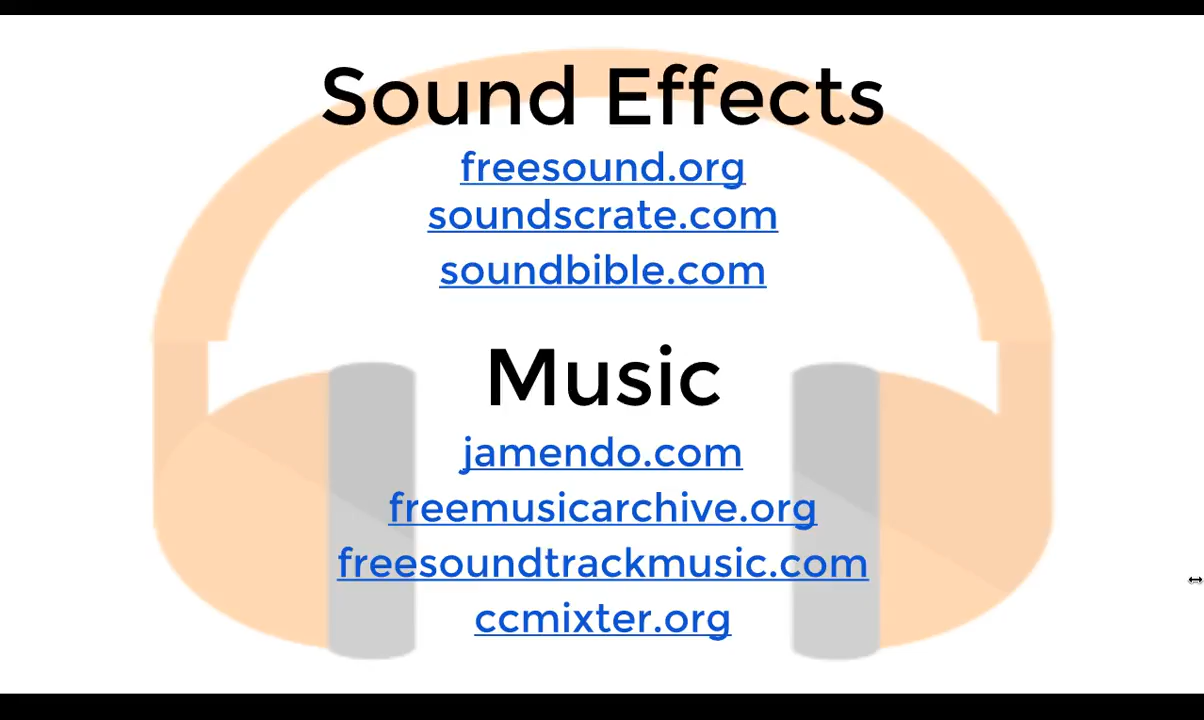 Sound Effects
freesound.org
soundscrate.com
soundbible.com
Music
jamendo.com
freemusicarchive.org
freesoundtrackmusic.com
ccmixter.org